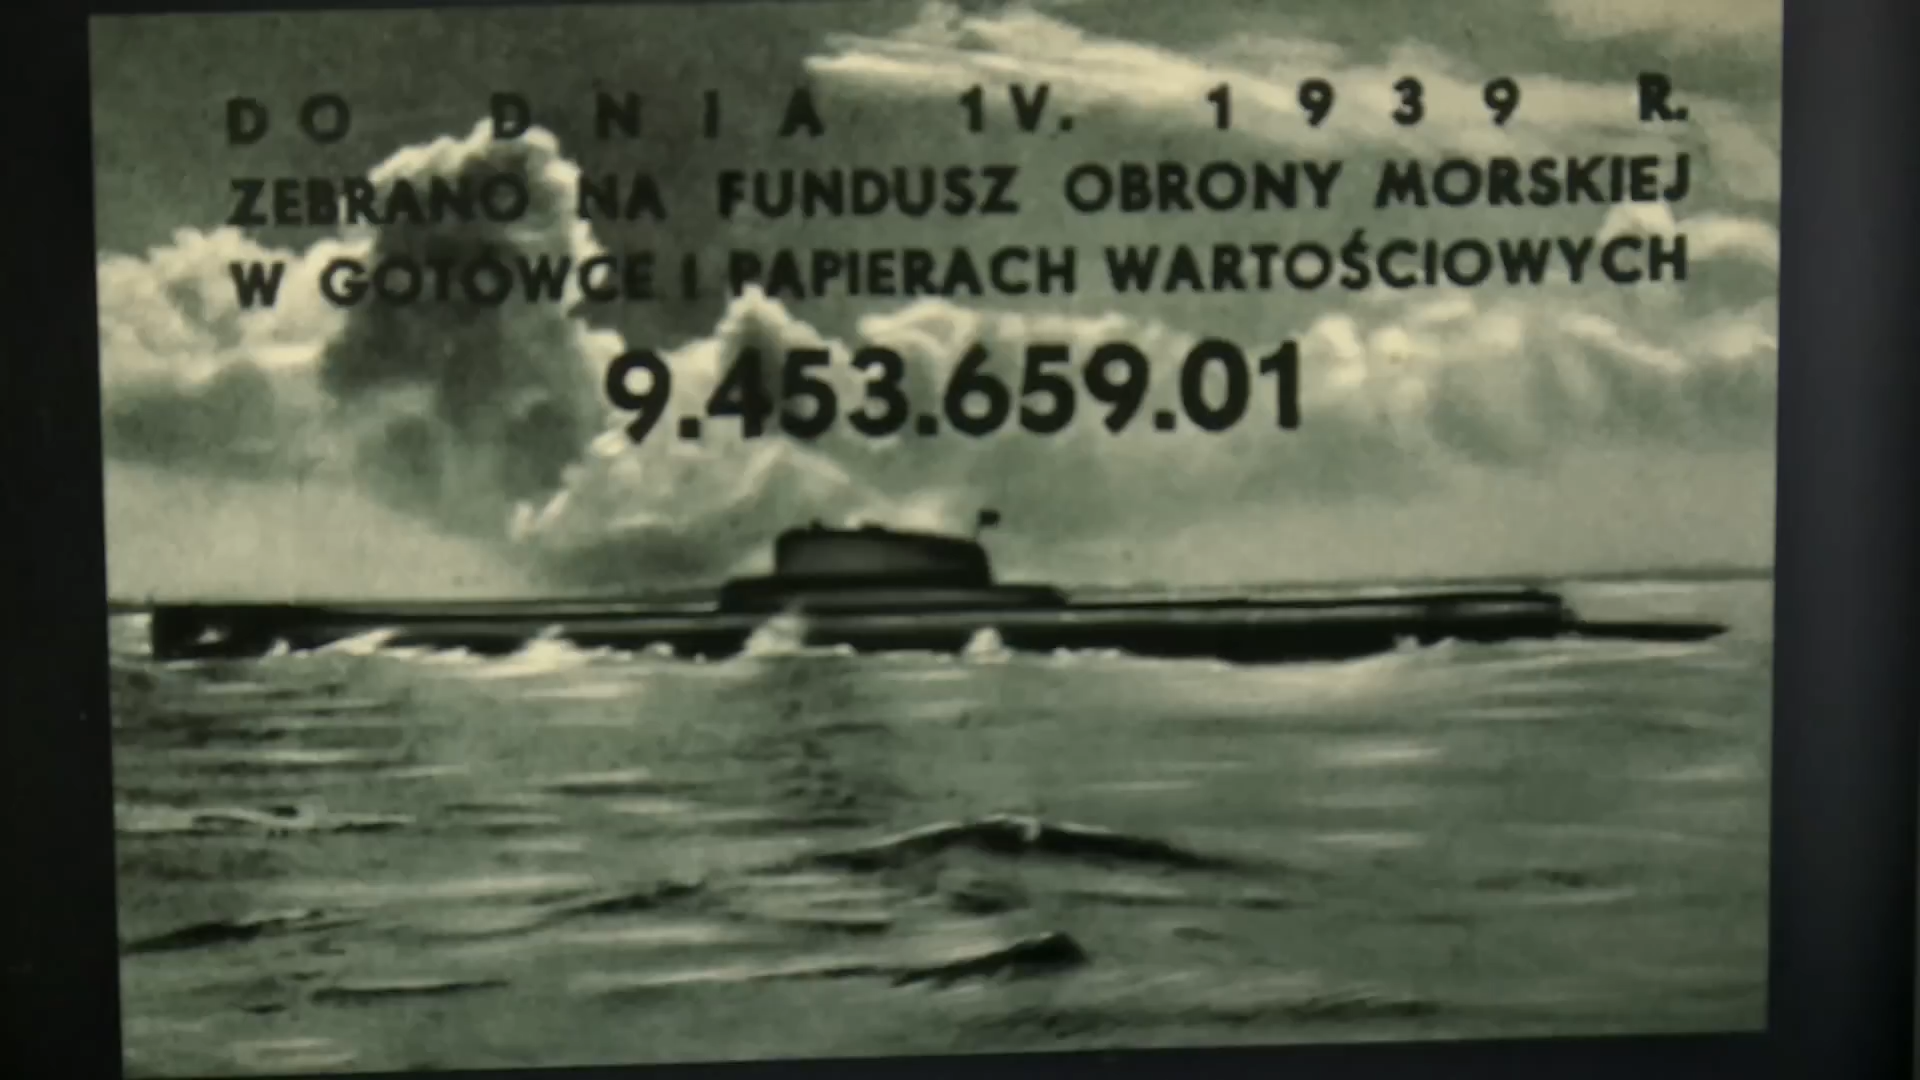 DO DNIA 1V. 1939 R.
ZEBRANO NA FUNDUSZ OBRONY MORSKIEJ
W GOTÓWCE I PAPIERACH WARTOŚCIOWYCH
9.453.659.01